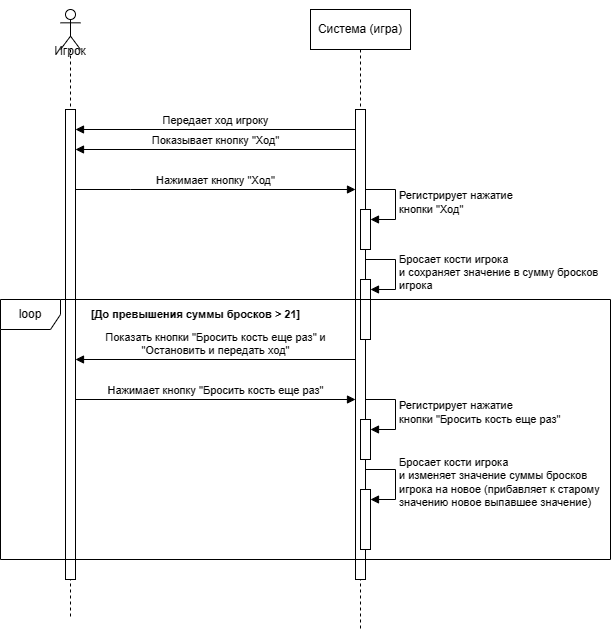 Игрок
Система (игра)
Передает ход игроку
Показывает кнопку "Ход"
Нажимает кнопку "Ход"
Регистрирует нажатие
кнопки "Ход"
Бросает кости игрока
и сохраняет значение в сумму бросков
игрока
loop
[До превышения суммы бросков > 21]
Показать кнопки "Бросить кость еще раз" и
"Остановить и передать ход"
Нажимает кнопку "Бросить кость еще раз"
Регистрирует нажатие
кнопки "Бросить кость еще раз"
Бросает кости игрока
и изменяет значение суммы бросков
игрока на новое (прибавляет к старому
значению новое выпавшее значение)